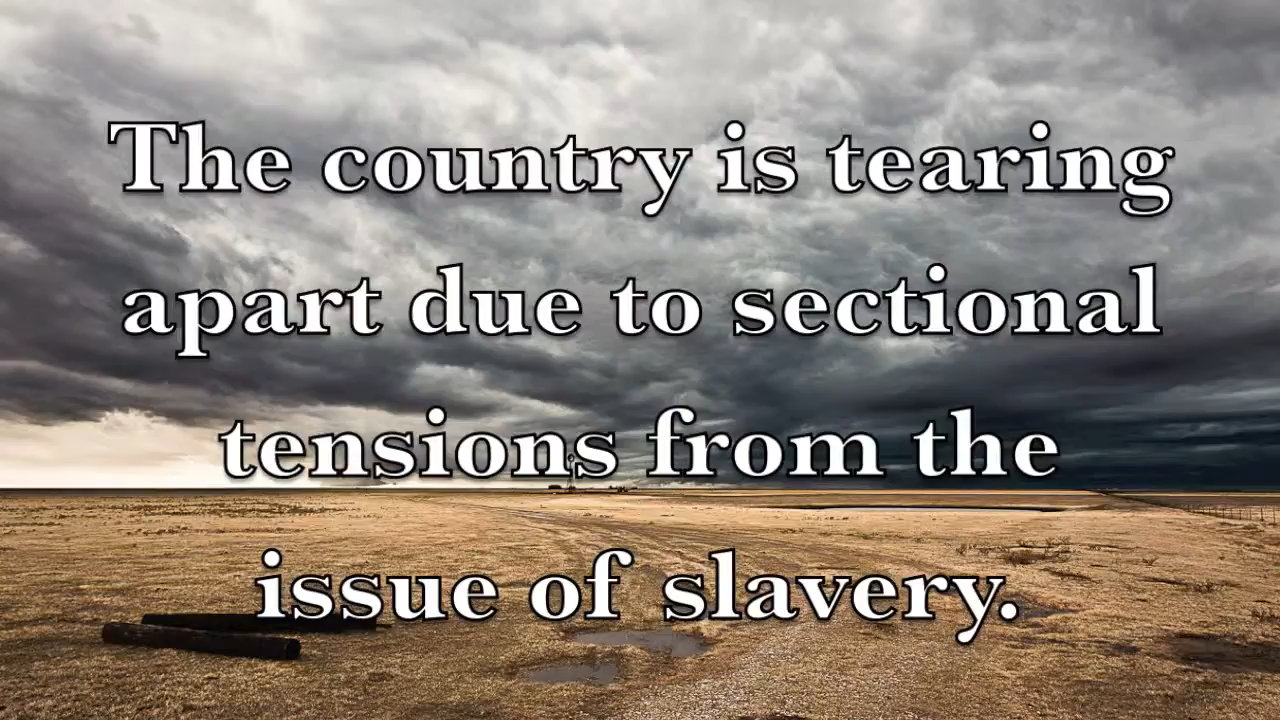 The country is tearing
apart due to sectional
tensions from the
issue of slavery.